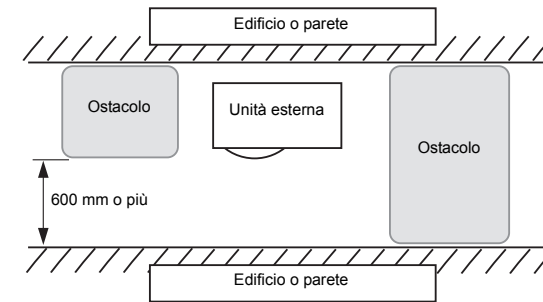 Edificio o parete
Ostacolo
Unità esterna
Ostacolo
600 mm o più
Edificio o parete